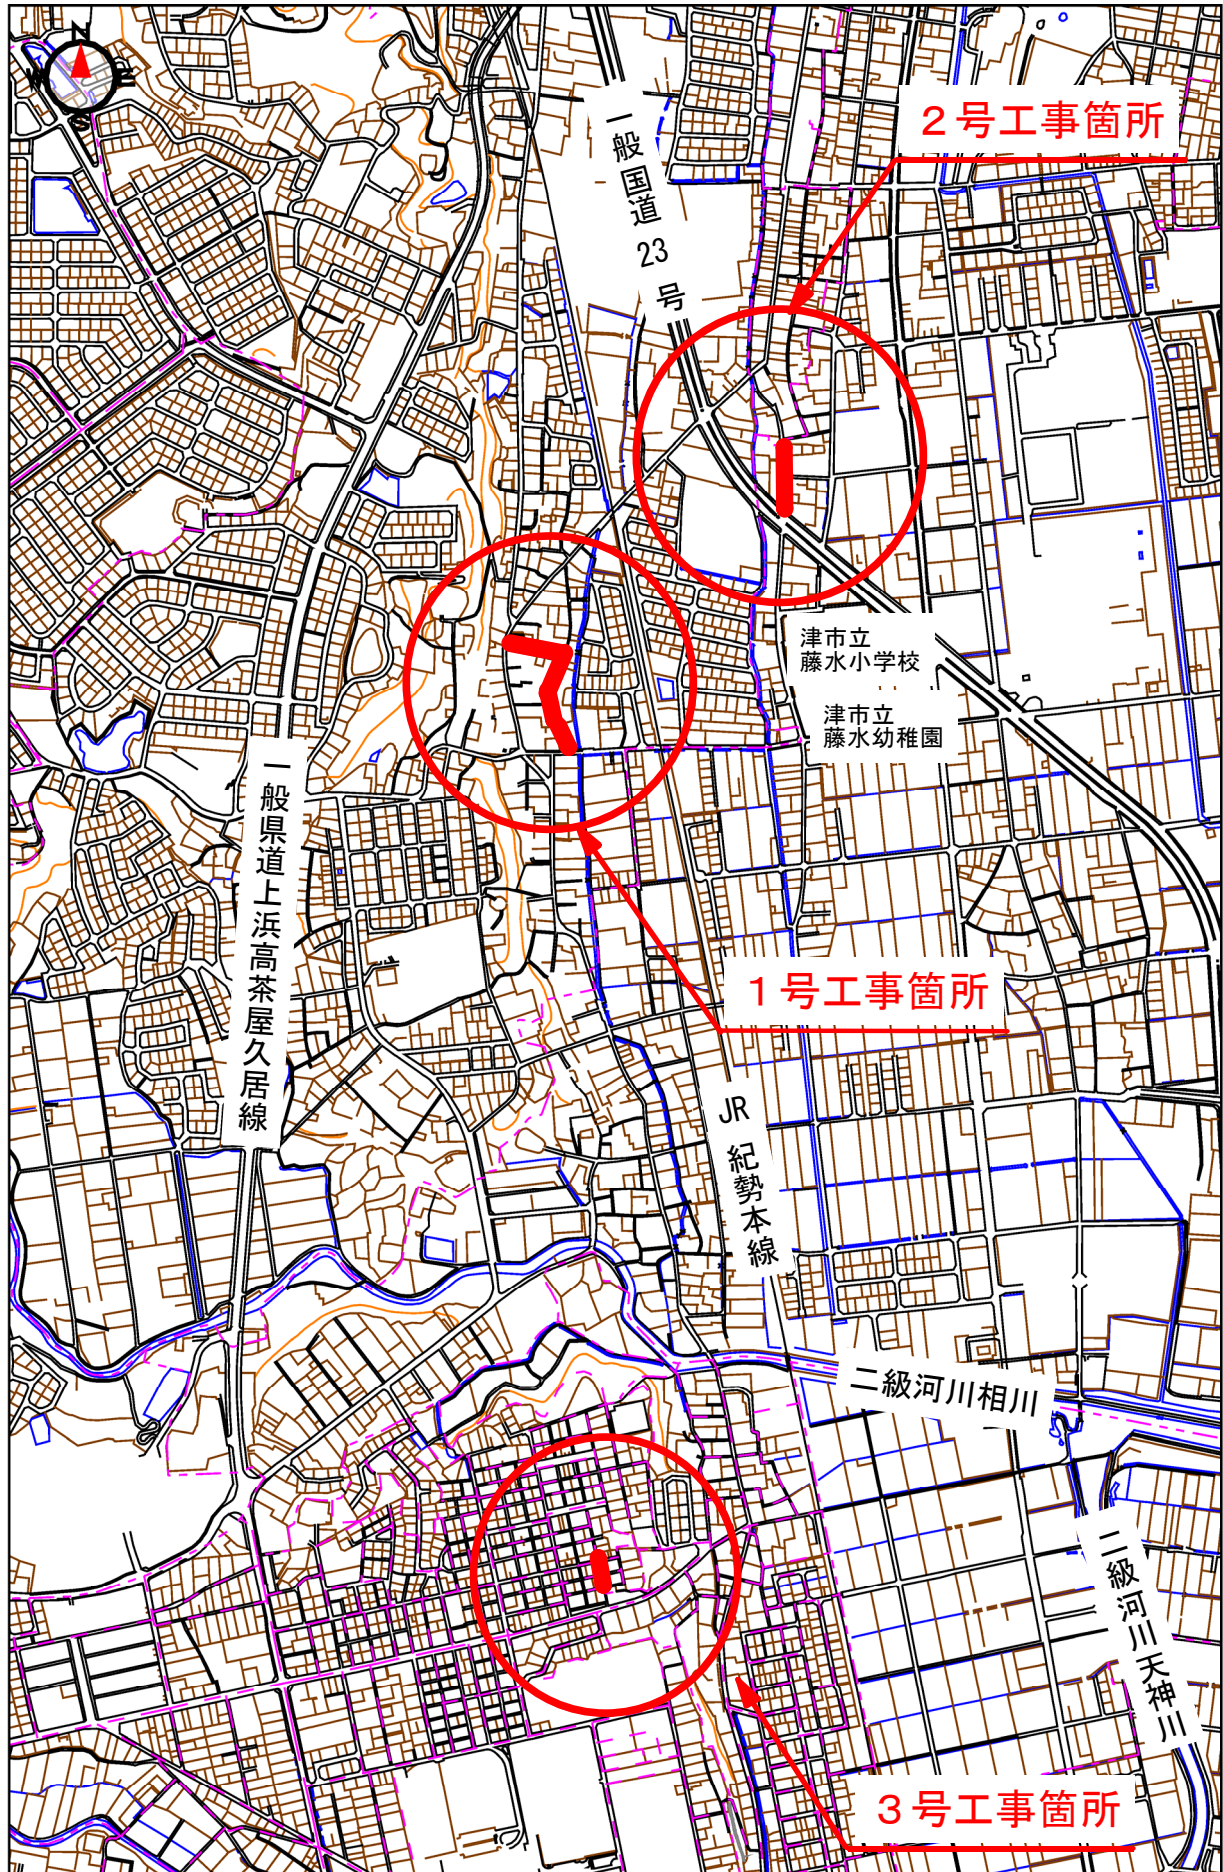 N
W
E
S
2号工事箇所
一般国道23号
津市立
藤水小学校
津市立
藤水幼稚園
一般県道上浜高茶屋久居線
1号工事箇所
JR紀勢本線
二級河川相川
二級河川天神川
3号工事箇所